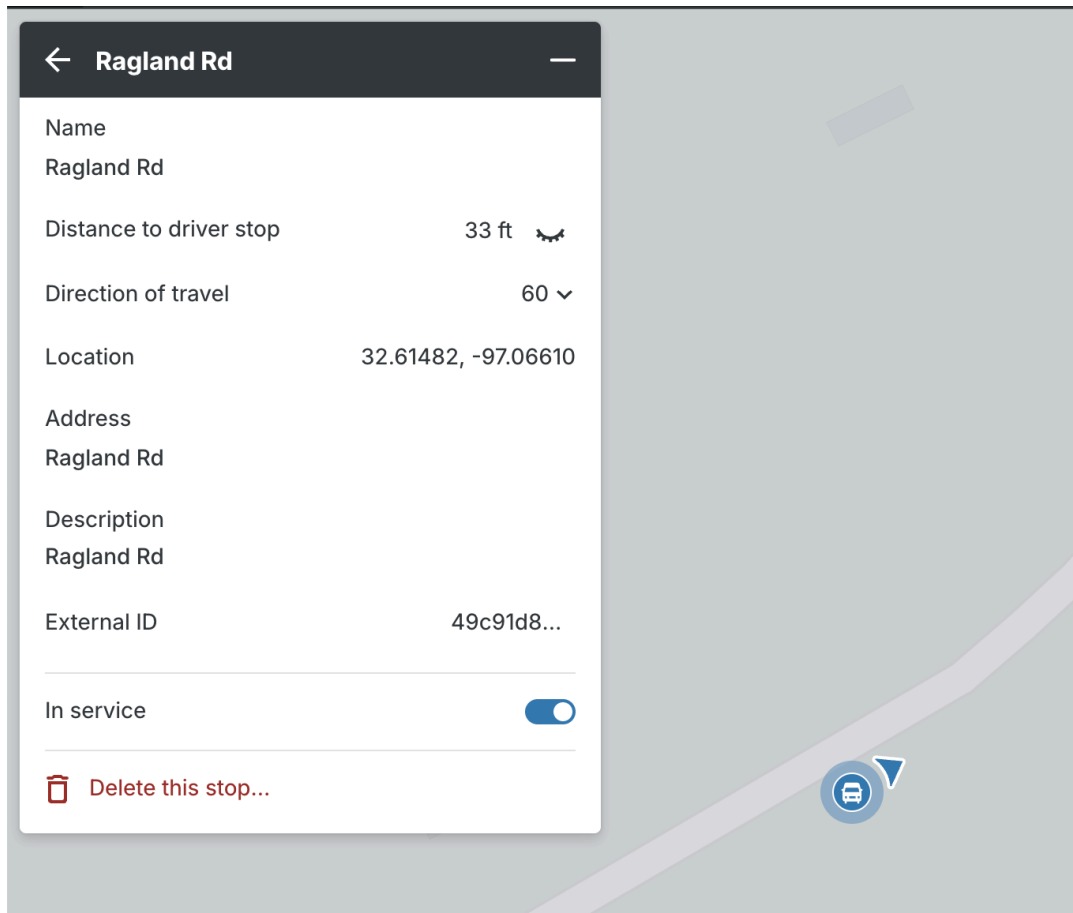 Ragland Rd
Name
Ragland Rd
Distance to driver stop 33 ft
Direction of travel 60
Location 32.61482, -97.06610
Address
Ragland Rd
Description
Ragland Rd
External ID 49c91d8...
In service
Delete this stop...